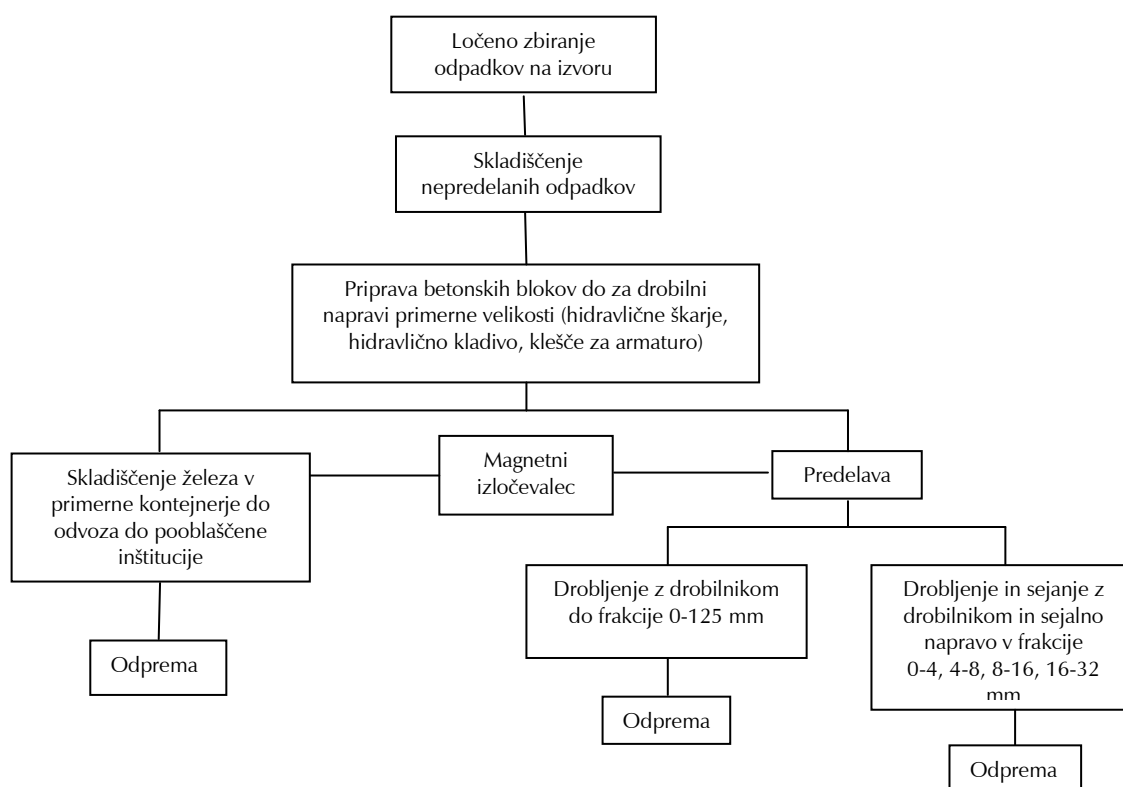 Ločeno zbiranje
odpadkov na izvoru
Skladiščenje
nepredelanih odpadkov
Priprava betonskih blokov do za drobilni
napravi primerne velikosti (hidravlične škarje,
hidravlično kladivo, klešče za armaturo)
Skladiščenje železa v
primerne kontejnerje do
odvoza do pooblaščene
inštitucije
Magnetni
izločevalec
Predelava
Drobljenje z drobilnikom
do frakcije 0-125 mm
Drobljenje in sejanje z
drobilnikom in sejalno
napravo v frakcije
0-4, 4-8, 8-16, 16-32
mm
Odprema
Odprema
Odprema